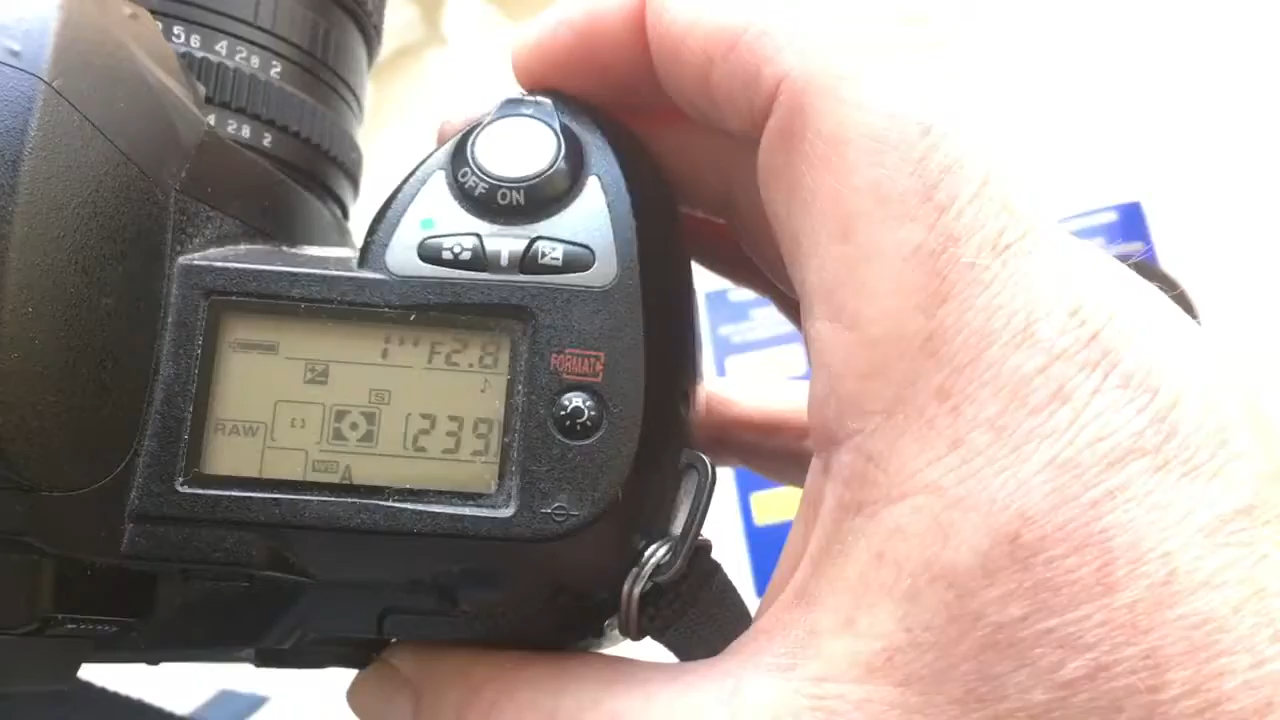 5.6 4 2.8 2
4 2.8 2
OFF ON
1" F2.8
FORMAT
S
RAW
[239]
WB A